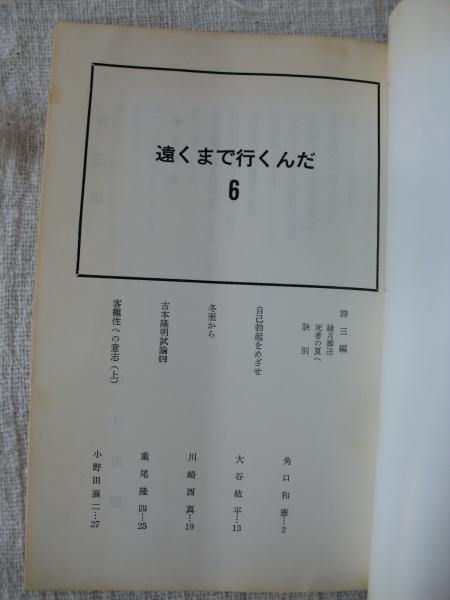 遠くまで行くんだ
6
詩三編
緑月葬送
死者の夏へ
訣別
角口和憲…2
自己勃起をめざせ
大谷紘平…13
冬至から
川崎西真…19
吉本隆明試論四
重尾隆四…25
客観性への意志(上)
小野田襄二…27